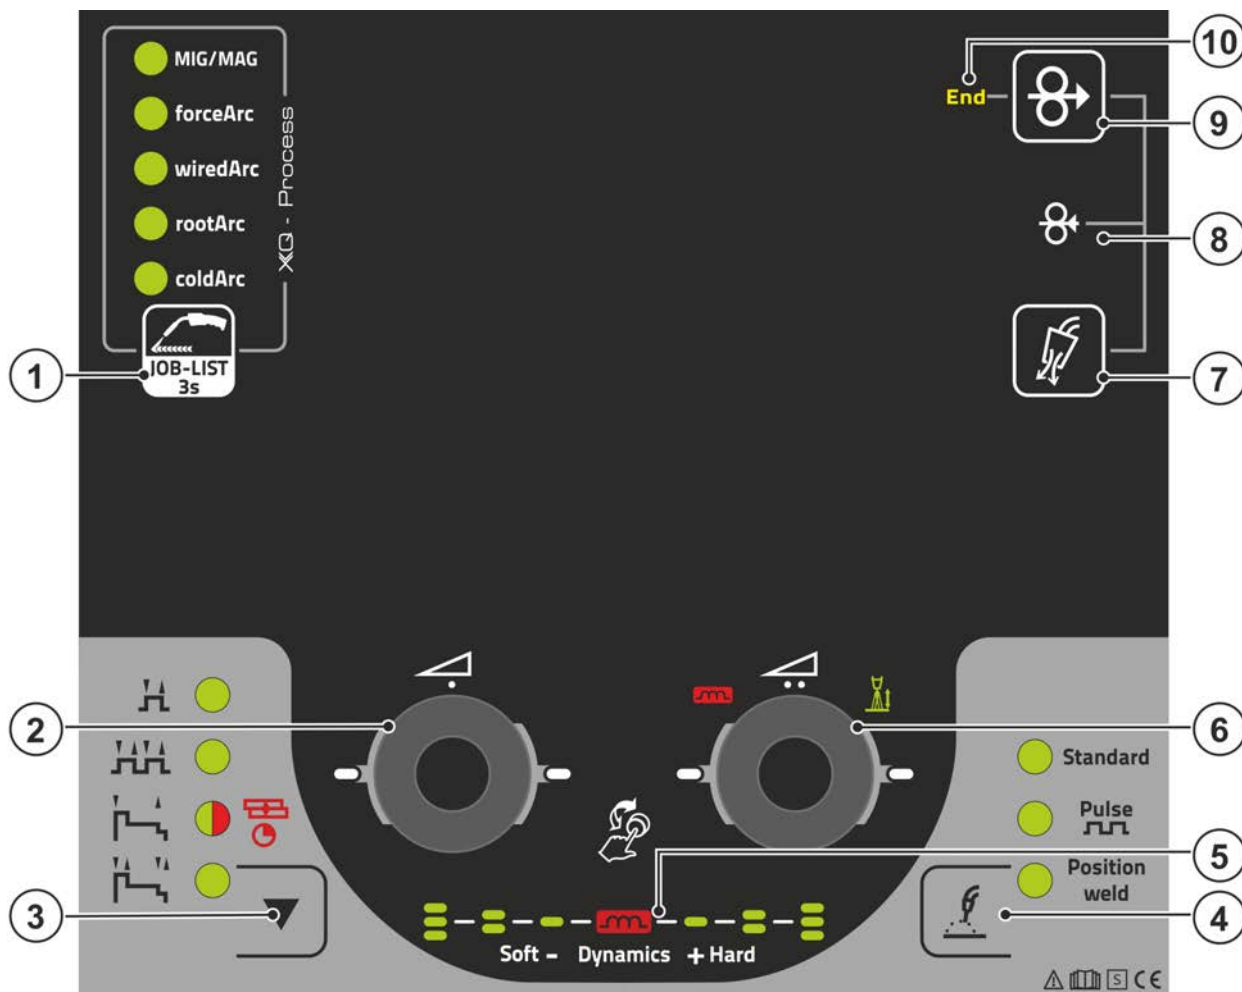 MIG/MAG
forceArc
wiredArc
rootArc
coldArc
XQ - Process
JOB-LIST
3s
1
2
3
Soft - Dynamics + Hard
End
10
9
8
7
6
5
4
Standard
Pulse
Position
weld
S CE